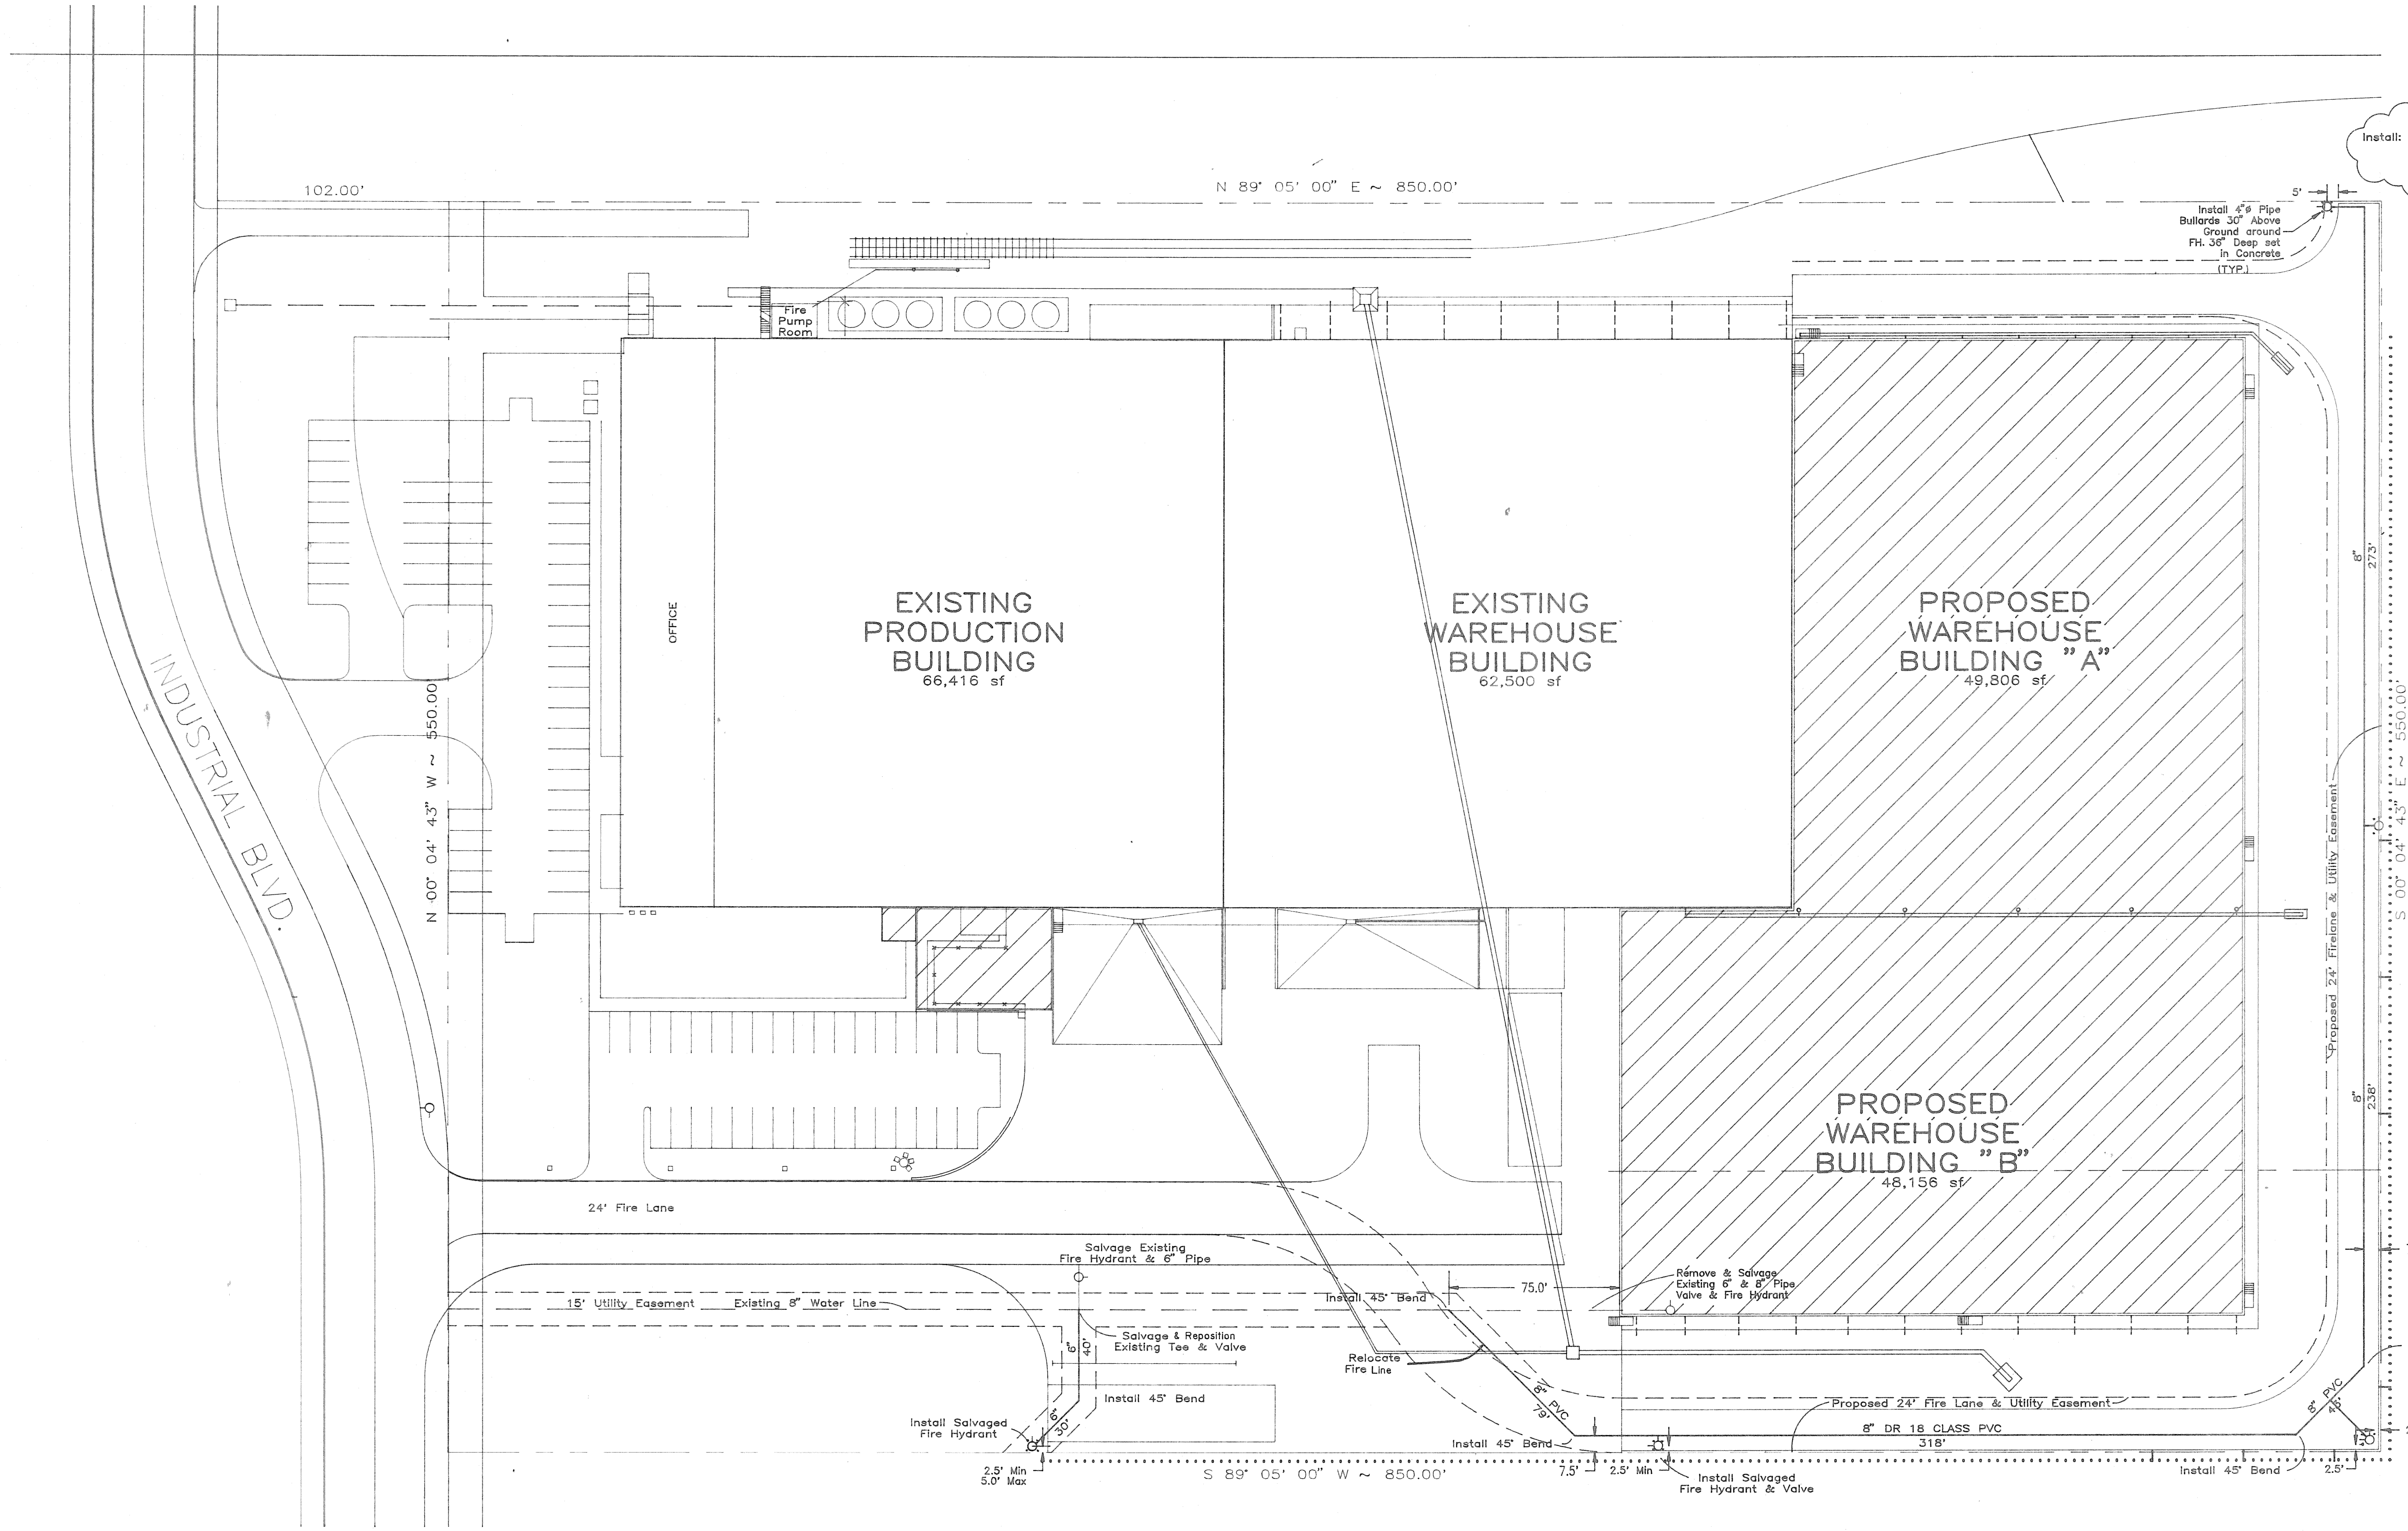 102.00'
N 89° 05' 00" E ~ 850.00'
Install:
5'
Install 4"ø Pipe
Bullards 30" Above
Ground around
FH. 36" Deep set
in Concrete
(TYP.)
Fire
Pump
Room
OFFICE
EXISTING
PRODUCTION
BUILDING
66,416 sf
EXISTING
WAREHOUSE
BUILDING
62,500 sf
PROPOSED
WAREHOUSE
BUILDING "A"
49,806 sf
8"
273'
INDUSTRIAL BLVD.
N 00° 04' 43" W ~ 550.00'
S 00° 04' 43" E ~ 550.00'
Proposed 24' Firelane & Utility Easement
8"
238'
PROPOSED
WAREHOUSE
BUILDING "B"
48,156 sf
24' Fire Lane
Salvage Existing
Fire Hydrant & 6" Pipe
15' Utility Easement
Existing 8" Water Line
Install 45° Bend
75.0'
Remove & Salvage
Existing 6" & 8" Pipe
Valve & Fire Hydrant
6"
40'
Salvage & Reposition
Existing Tee & Valve
Relocate
Fire Line
Install 45° Bend
6"
30'
Install Salvaged
Fire Hydrant
8" PVC
79'
Proposed 24' Fire Lane & Utility Easement
8" DR 18 CLASS PVC
318'
8" PVC
45'
Install 45° Bend
2.5' Min
5.0' Max
S 89° 05' 00" W ~ 850.00'
7.5'
2.5' Min
Install Salvaged
Fire Hydrant & Valve
Install 45° Bend
2.5'